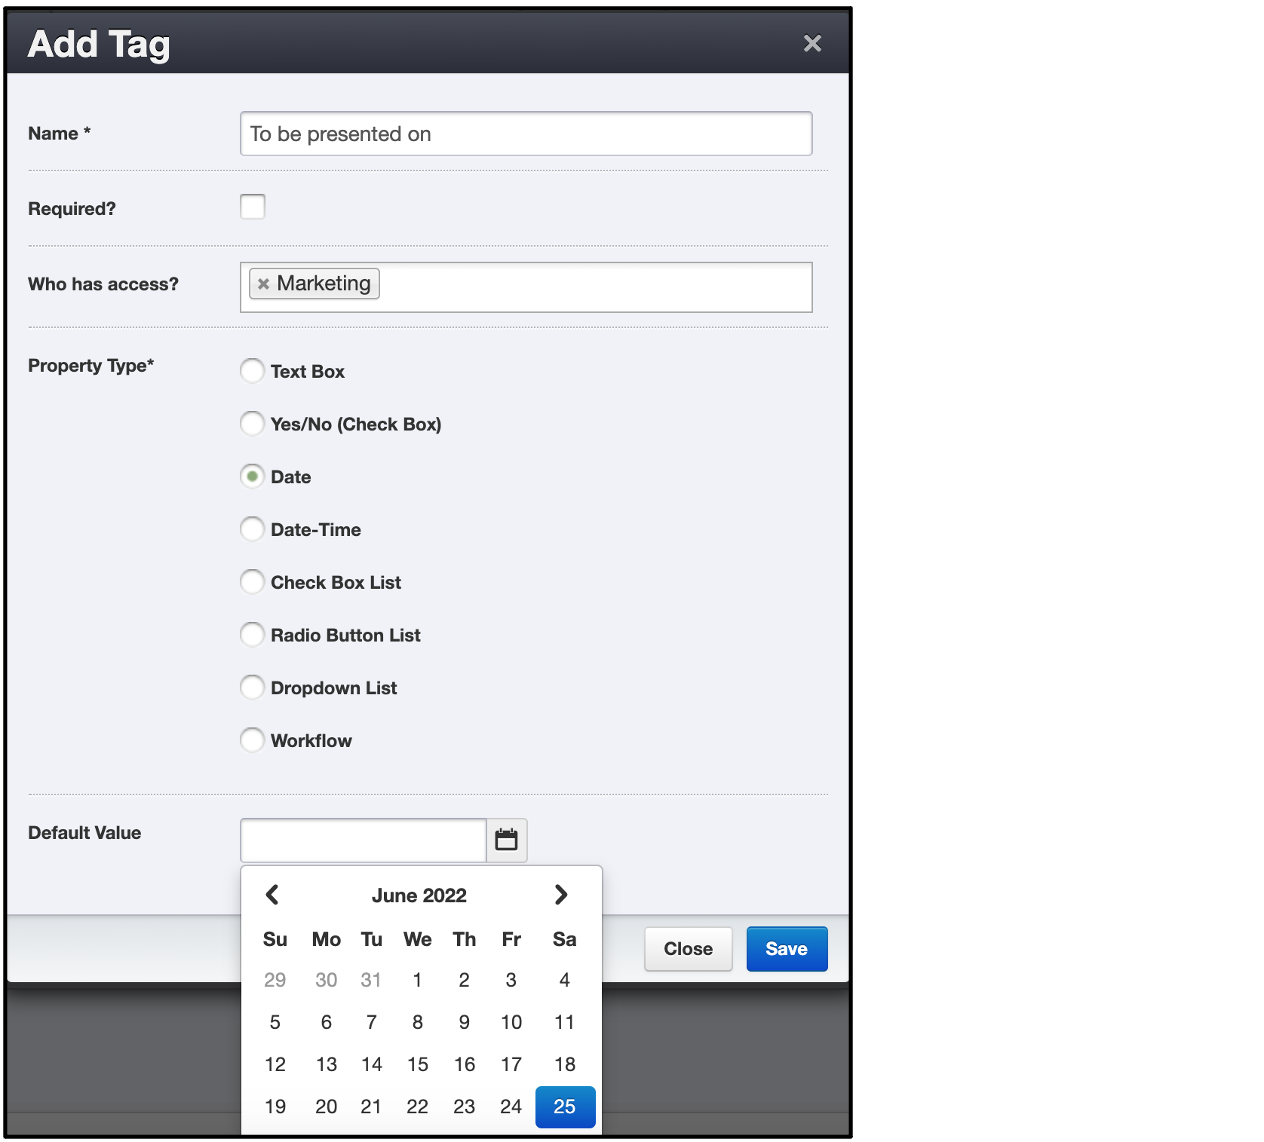 Add Tag
Name *
To be presented on
Required?
Who has access?
Marketing
Property Type*
Text Box
Yes/No (Check Box)
Date
Date-Time
Check Box List
Radio Button List
Dropdown List
Workflow
Default Value
June 2022
Su Mo Tu We Th Fr Sa
29 30 31 1 2 3 4
5 6 7 8 9 10 11
12 13 14 15 16 17 18
19 20 21 22 23 24 25
Close
Save